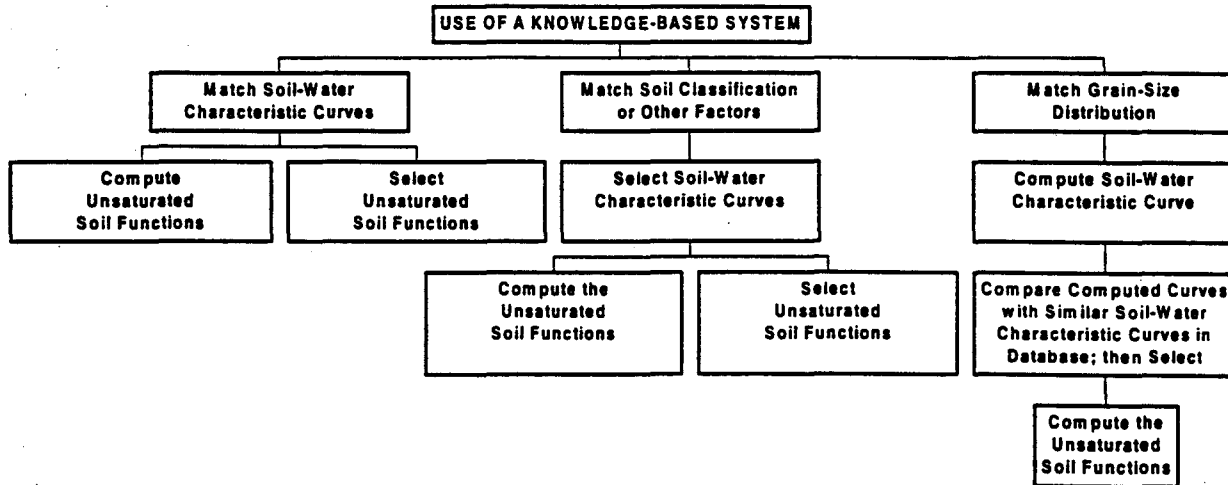 USE OF A KNOWLEDGE-BASED SYSTEM
Match Soil-Water
Characteristic Curves
Match Soil Classification
or Other Factors
Match Grain-Size
Distribution
Compute
Unsaturated
Soil Functions
Select
Unsaturated
Soil Functions
Select Soil-Water
Characteristic Curves
Compute Soil-Water
Characteristic Curve
Compute the
Unsaturated
Soil Functions
Select
Unsaturated
Soil Functions
Compare Computed Curves
with Similar Soil-Water
Characteristic Curves in
Database; then Select
Compute the
Unsaturated
Soil Functions